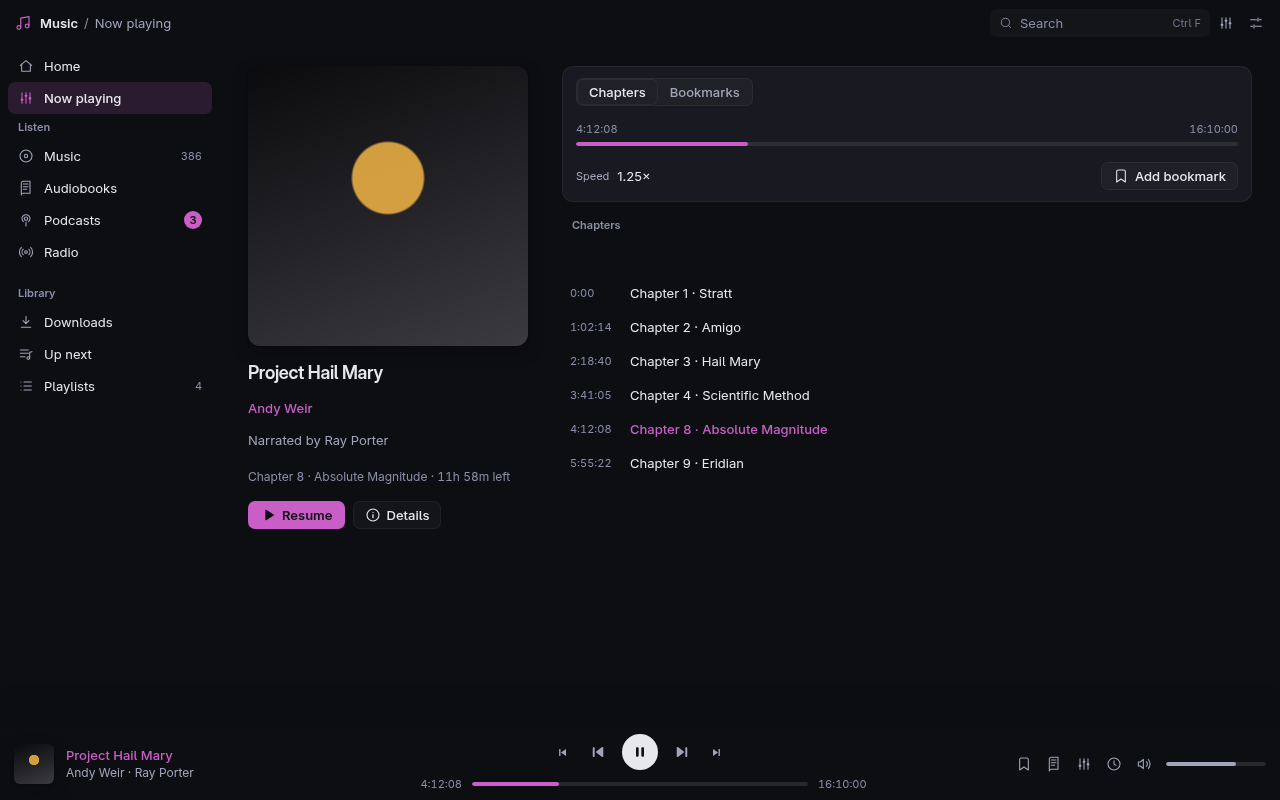 Music / Now playing
Search Ctrl F
Home
Now playing
Listen
Music 386
Audiobooks
Podcasts 3
Radio
Library
Downloads
Up next
Playlists 4
Project Hail Mary
Andy Weir
Narrated by Ray Porter
Chapter 8 · Absolute Magnitude · 11h 58m left
Resume Details
Chapters Bookmarks
4:12:08 16:10:00
Speed 1.25× Add bookmark
Chapters
0:00 Chapter 1 · Stratt
1:02:14 Chapter 2 · Amigo
2:18:40 Chapter 3 · Hail Mary
3:41:05 Chapter 4 · Scientific Method
4:12:08 Chapter 8 · Absolute Magnitude
5:55:22 Chapter 9 · Eridian
Project Hail Mary
Andy Weir · Ray Porter
4:12:08 16:10:00